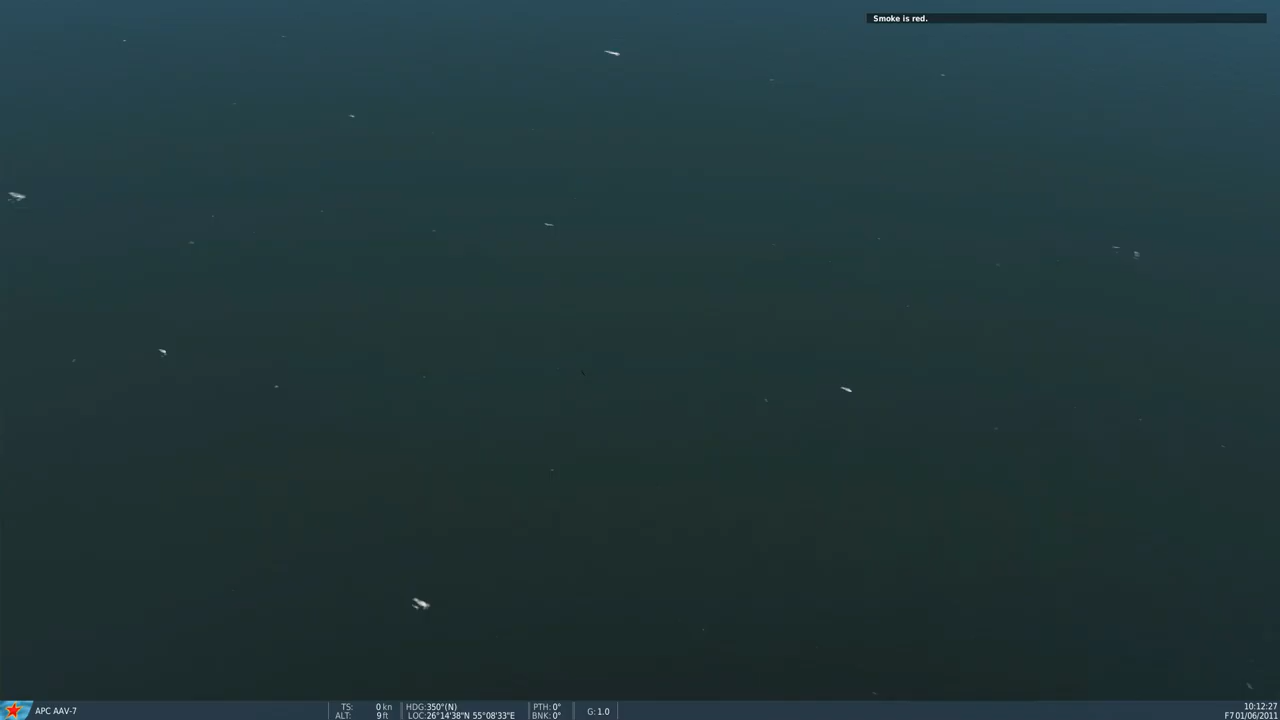 Smoke is red.
APC AAV-7
TS: 0 kn
ALT: 9 ft
HDG:350°(N)
LOC:26°14'38"N 55°08'33"E
PTH: 0°
BNK: 0°
G: 1.0
10:12:27
F7 01/06/2011